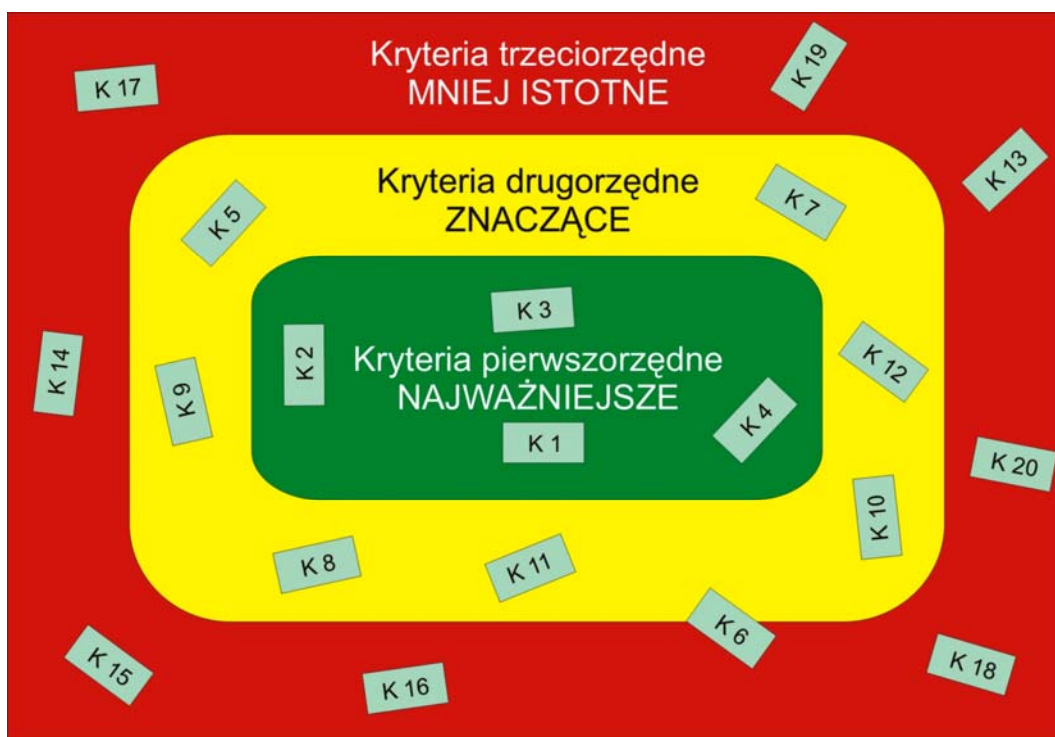 Kryteria trzeciorzędne
MNIEJ ISTOTNE
K 17
K 19
K 13
Kryteria drugorzędne
ZNACZĄCE
K 5
K 7
K 3
K 2
Kryteria pierwszorzędne
NAJWAŻNIEJSZE
K 14
K 9
K 12
K 4
K 1
K 20
K 10
K 8
K 11
K 6
K 15
K 16
K 18